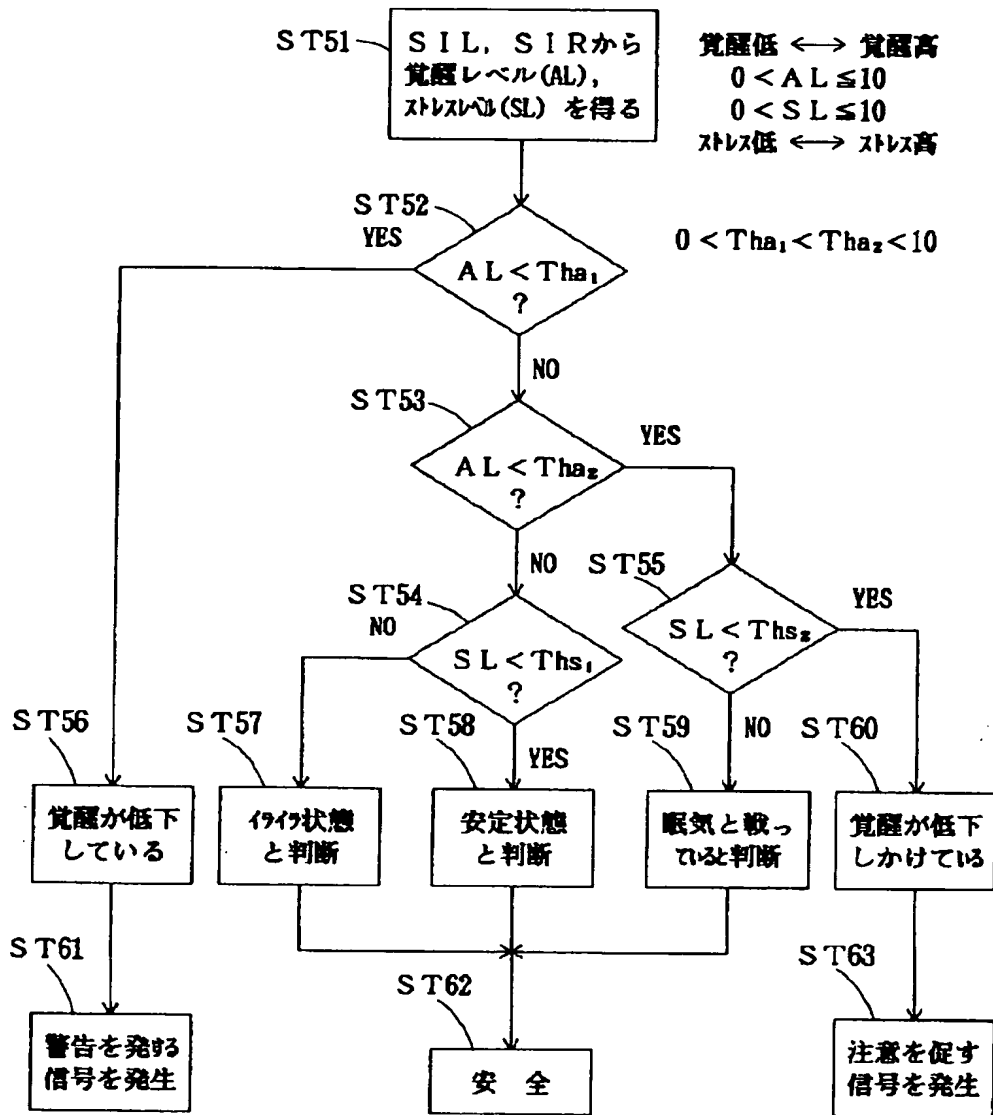 ST51
SIL, SIRから
覚醒レベル(AL),
ストレスレベル(SL) を得る
覚醒低 ←→ 覚醒高
0<AL≦10
0<SL≦10
ストレス低 ←→ ストレス高
0<Tha₁<Tha₂<10
ST52
YES
AL<Tha₁
?
NO
ST53
YES
AL<Tha₂
?
NO
ST54
NO
SL<Ths₁
?
YES
ST55
YES
SL<Ths₂
?
NO
ST56
覚醒が低下
している
ST57
イライラ状態
と判断
ST58
安定状態
と判断
ST59
眠気と戦っ
ていると判断
ST60
覚醒が低下
しかけている
ST61
警告を発する
信号を発生
ST62
安 全
ST63
注意を促す
信号を発生